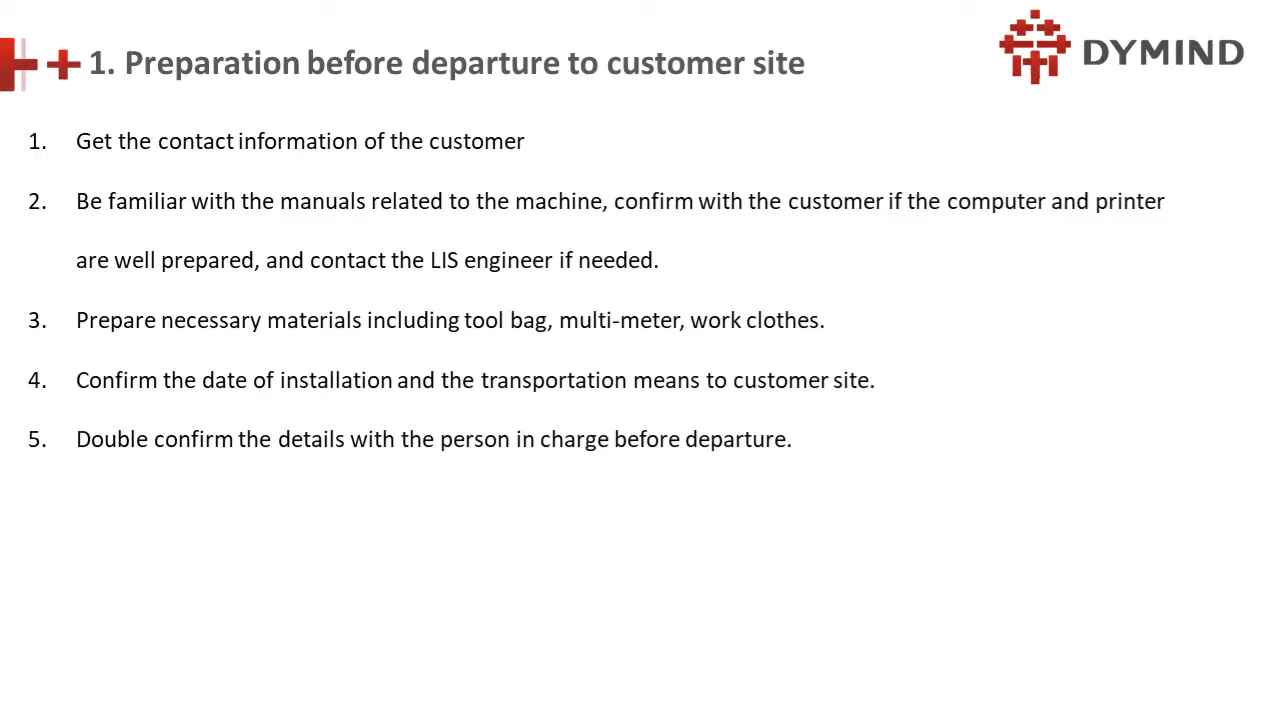 1. Preparation before departure to customer site
DYMIND
1. Get the contact information of the customer
2. Be familiar with the manuals related to the machine, confirm with the customer if the computer and printer
are well prepared, and contact the LIS engineer if needed.
3. Prepare necessary materials including tool bag, multi-meter, work clothes.
4. Confirm the date of installation and the transportation means to customer site.
5. Double confirm the details with the person in charge before departure.